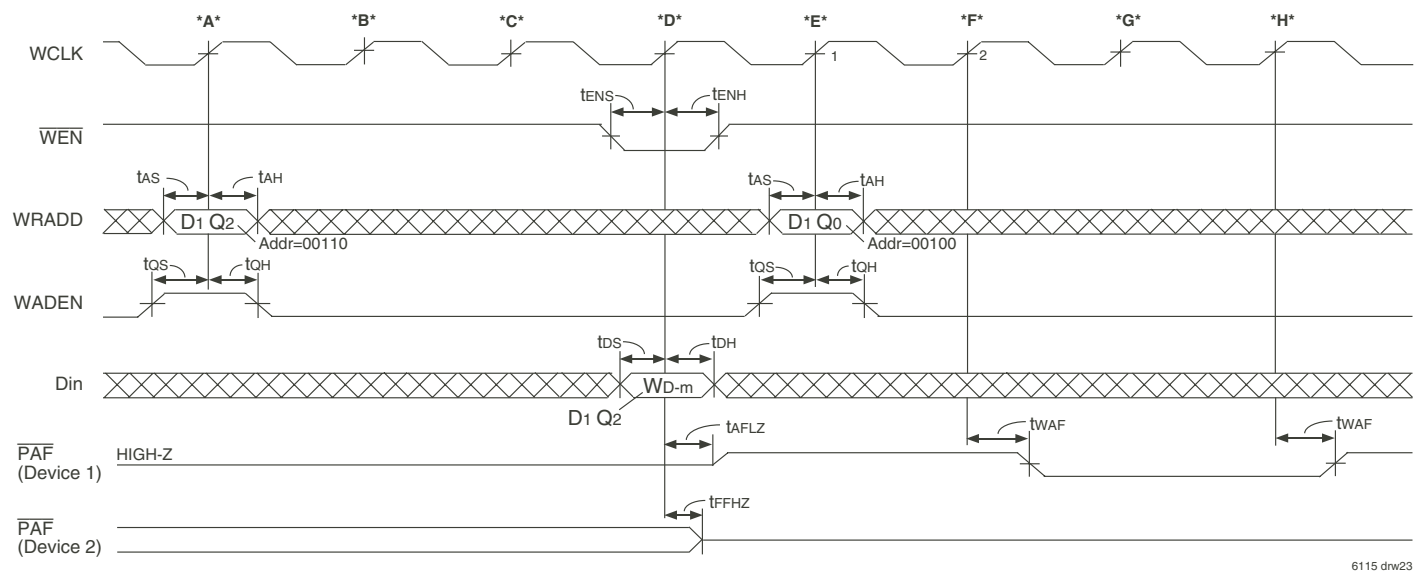 *A* *B* *C* *D* *E* *F* *G* *H*
WCLK 1 2
tENS tENH
WEN
tAS tAH tAS tAH
WRADD D1 Q2 D1 Q0
Addr=00110 Addr=00100
tQS tQH tQS tQH
WADEN
tDS tDH
Din WD-m
D1 Q2
tAFLZ tWAF tWAF
PAF HIGH-Z
(Device 1)
tFFHZ
PAF
(Device 2)
6115 drw23